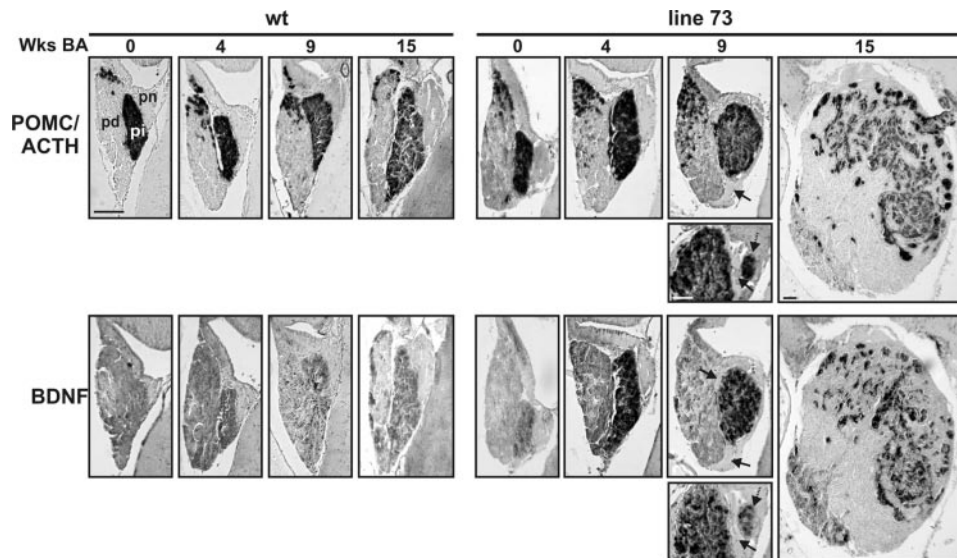 wt line 73
Wks BA 0 4 9 15 0 4 9 15
POMC/
ACTH
pn
pd
pi
BDNF